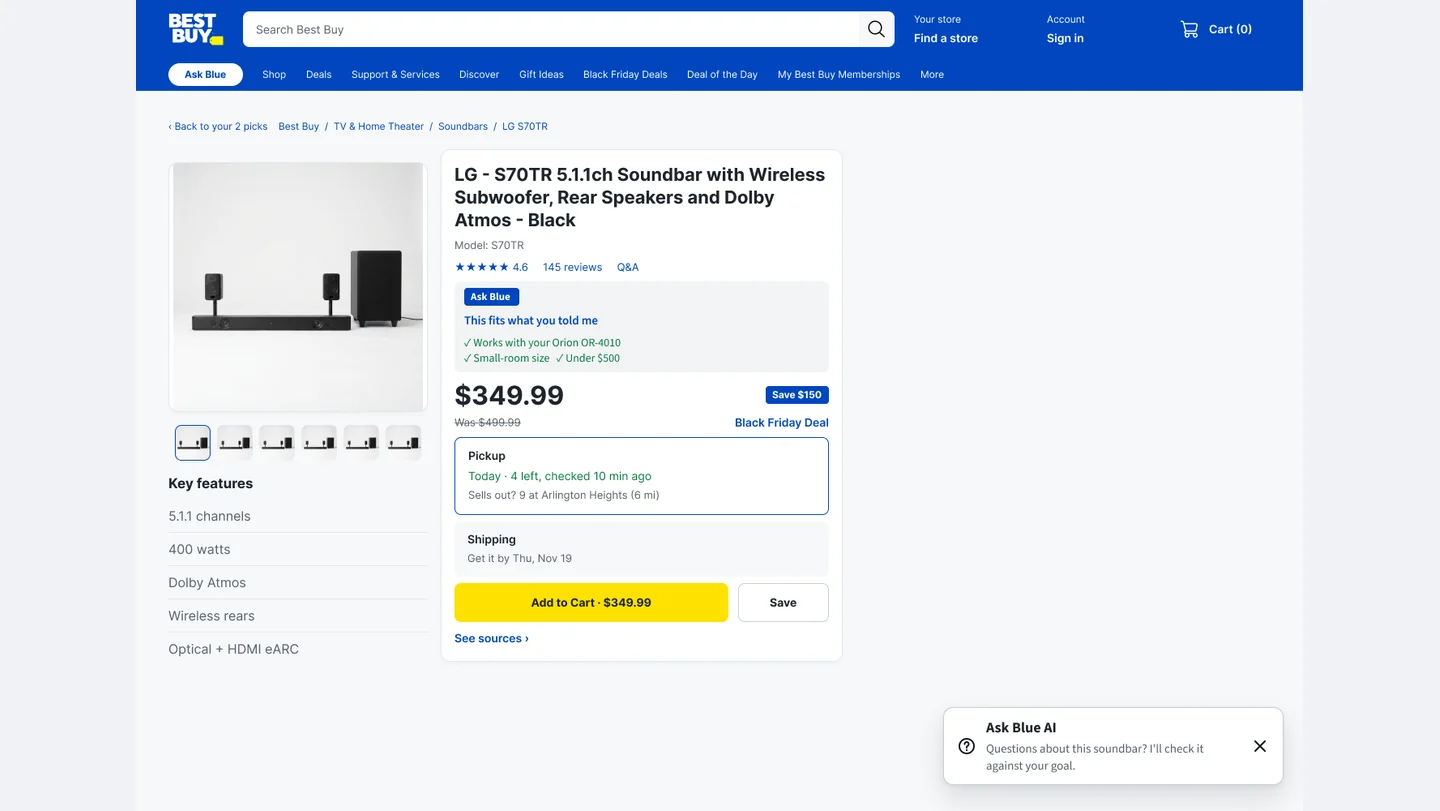 BEST BUY
Search Best Buy
Your store
Find a store
Account
Sign in
Cart (0)
Ask Blue
Shop
Deals
Support & Services
Discover
Gift Ideas
Black Friday Deals
Deal of the Day
My Best Buy Memberships
More
‹ Back to your 2 picks
Best Buy / TV & Home Theater / Soundbars / LG S70TR
LG - S70TR 5.1.1ch Soundbar with Wireless
Subwoofer, Rear Speakers and Dolby
Atmos - Black
Model: S70TR
★★★★★ 4.6 145 reviews Q&A
Ask Blue
This fits what you told me
✓ Works with your Orion OR-4010
✓ Small-room size ✓ Under $500
$349.99
Save $150
Was $499.99
Black Friday Deal
Pickup
Today · 4 left, checked 10 min ago
Sells out? 9 at Arlington Heights (6 mi)
Shipping
Get it by Thu, Nov 19
Add to Cart · $349.99
Save
See sources ›
Key features
5.1.1 channels
400 watts
Dolby Atmos
Wireless rears
Optical + HDMI eARC
Ask Blue AI
Questions about this soundbar? I'll check it
against your goal.